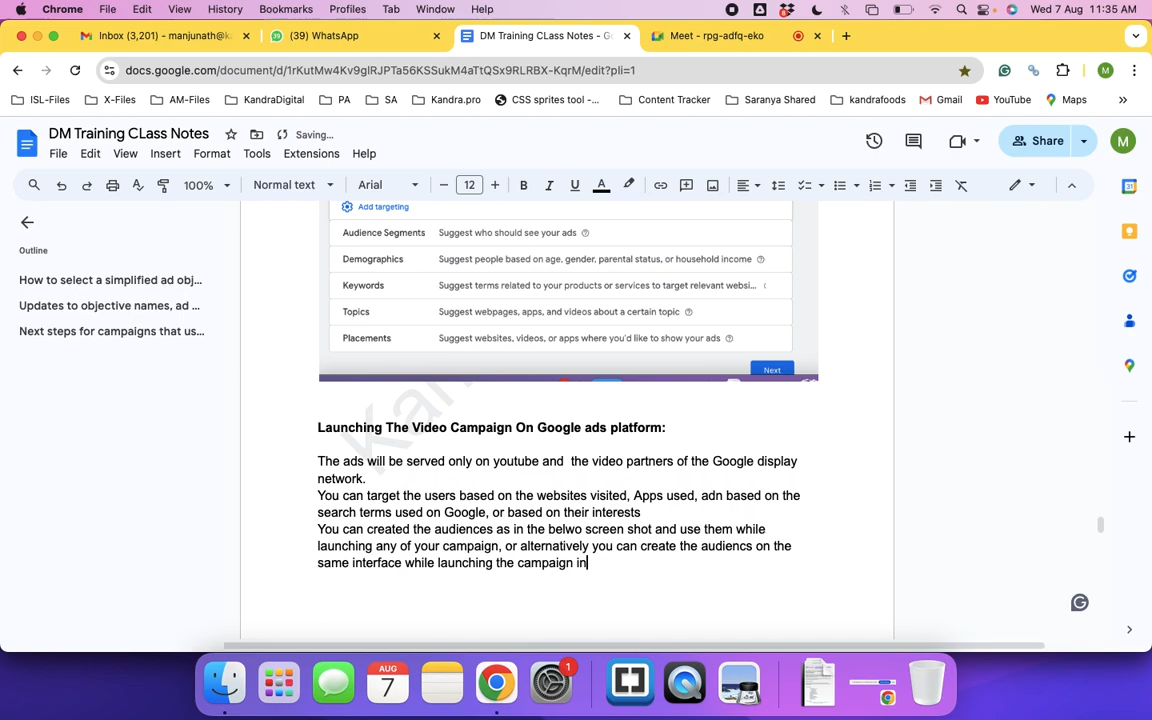 Chrome File Edit View History Bookmarks Profiles Tab Window Help Wed 7 Aug 11:35 AM
Inbox (3,201) - manjunath@k (39) WhatsApp DM Training CLass Notes - Go Meet - rpg-adfq-eko
docs.google.com/document/d/1rKutMw4Kv9glRJPTa56KSSukM4aTtQSx9RLRBX-KqrM/edit?pli=1
ISL-Files X-Files AM-Files KandraDigital PA SA Kandra.pro CSS sprites tool -... Content Tracker Saranya Shared kandrafoods Gmail YouTube Maps
DM Training CLass Notes Saving...
File Edit View Insert Format Tools Extensions Help
Share M
100% Normal text Arial 12 B I U A
Add targeting
Audience Segments Suggest who should see your ads
Demographics Suggest people based on age, gender, parental status, or household income
Keywords Suggest terms related to your products or services to target relevant websi...
Topics Suggest webpages, apps, and videos about a certain topic
Placements Suggest websites, videos, or apps where you'd like to show your ads
Next
Outline
How to select a simplified ad obj...
Updates to objective names, ad ...
Next steps for campaigns that us...
Launching The Video Campaign On Google ads platform:
The ads will be served only on youtube and the video partners of the Google display
network.
You can target the users based on the websites visited, Apps used, adn based on the
search terms used on Google, or based on their interests
You can created the audiences as in the belwo screen shot and use them while
launching any of your campaign, or alternatively you can create the audiencs on the
same interface while launching the campaign in
AUG
7
1